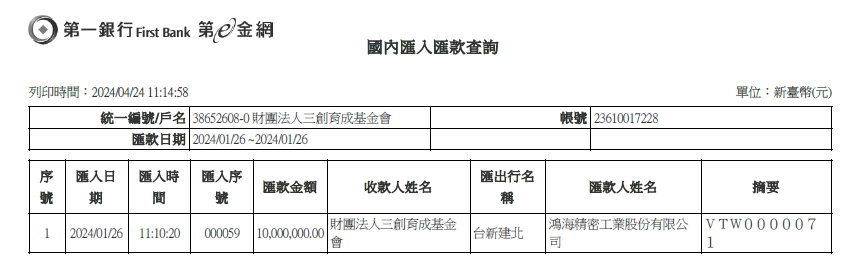 第一銀行 First Bank 第e金網
國內匯入匯款查詢
列印時間：2024/04/24 11:14:58 單位：新臺幣(元)
統一編號/戶名 38652608-0 財團法人三創育成基金會 帳號 23610017228
匯款日期 2024/01/26 ~2024/01/26
序號 匯入日期 匯入時間 匯入序號 匯款金額 收款人姓名 匯出行名稱 匯款人姓名 摘要
1 2024/01/26 11:10:20 000059 10,000,000.00 財團法人三創育成基金會 台新建北 鴻海精密工業股份有限公司 ＶＴＷ００００００７１